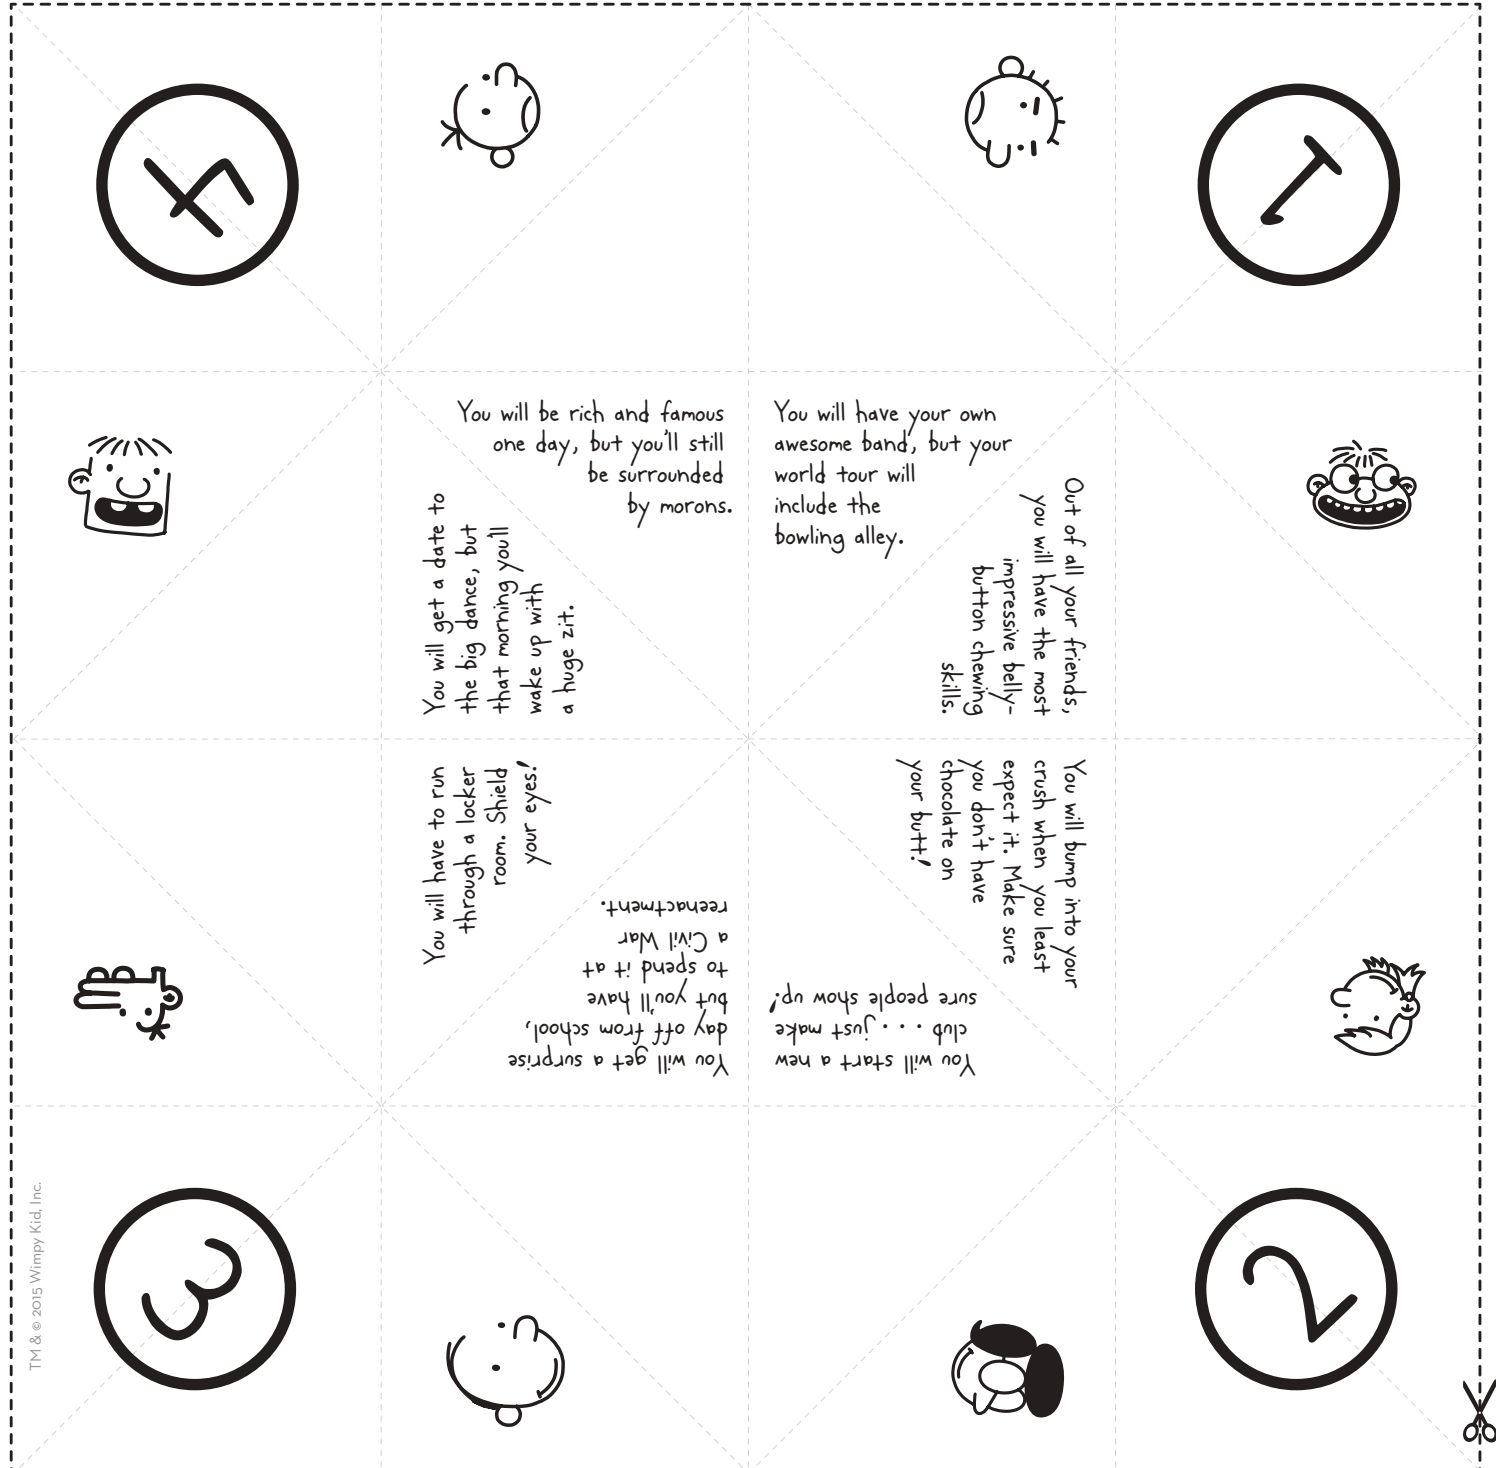 4
1
You will be rich and famous
one day, but you'll still
be surrounded
by morons.
You will have your own
awesome band, but your
world tour will
include the
bowling alley.
You will get a date to
the big dance, but
that morning you'll
wake up with
a huge zit.
Out of all your friends,
you will have the most
impressive belly-
button chewing
skills.
You will have to run
through a locker
room. Shield
your eyes!
You will bump into your
crush when you least
expect it. Make sure
you don't have
chocolate on
your butt!
You will get a surprise
day off from school,
but you'll have
to spend it at
a Civil War
reenactment.
You will start a new
club . . . just make
sure people show up!
3
2
TM & © 2015 Wimpy Kid, Inc.